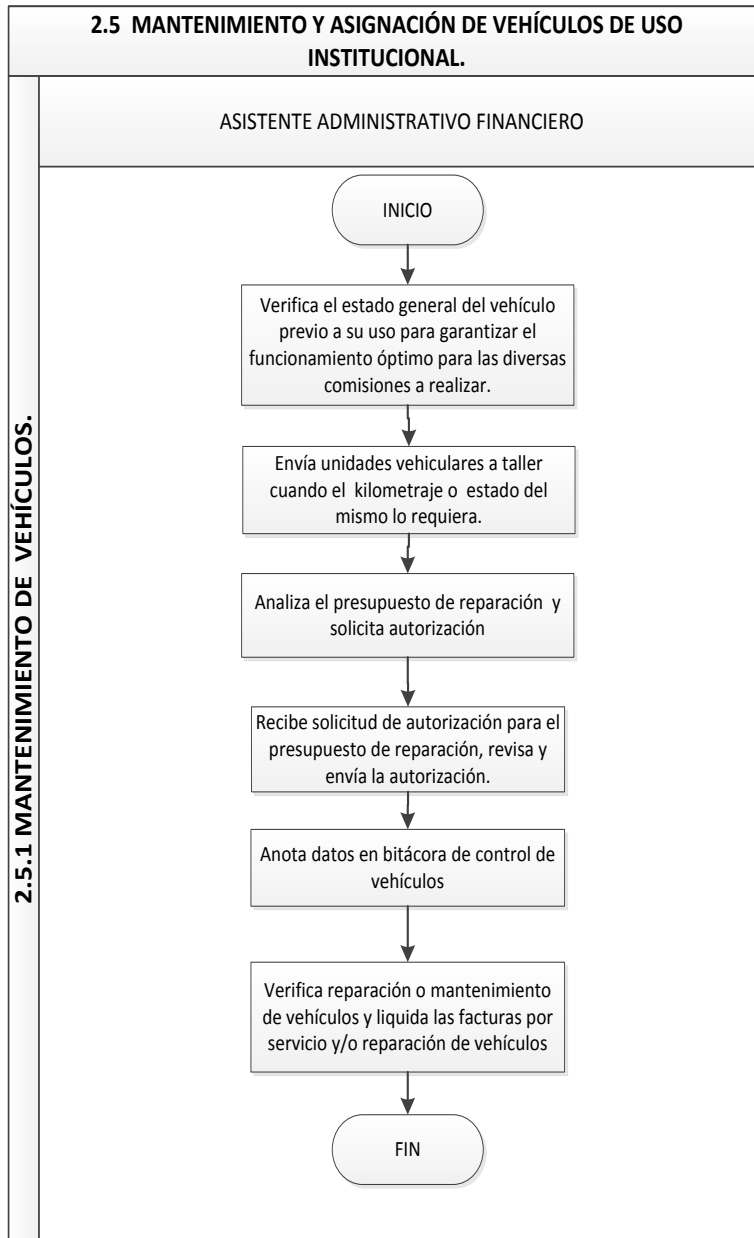 2.5 MANTENIMIENTO Y ASIGNACIÓN DE VEHÍCULOS DE USO
INSTITUCIONAL.
ASISTENTE ADMINISTRATIVO FINANCIERO
2.5.1 MANTENIMIENTO DE VEHÍCULOS.
INICIO
Verifica el estado general del vehículo
previo a su uso para garantizar el
funcionamiento óptimo para las diversas
comisiones a realizar.
Envía unidades vehiculares a taller
cuando el kilometraje o estado del
mismo lo requiera.
Analiza el presupuesto de reparación y
solicita autorización
Recibe solicitud de autorización para el
presupuesto de reparación, revisa y
envía la autorización.
Anota datos en bitácora de control de
vehículos
Verifica reparación o mantenimiento
de vehículos y liquida las facturas por
servicio y/o reparación de vehículos
FIN